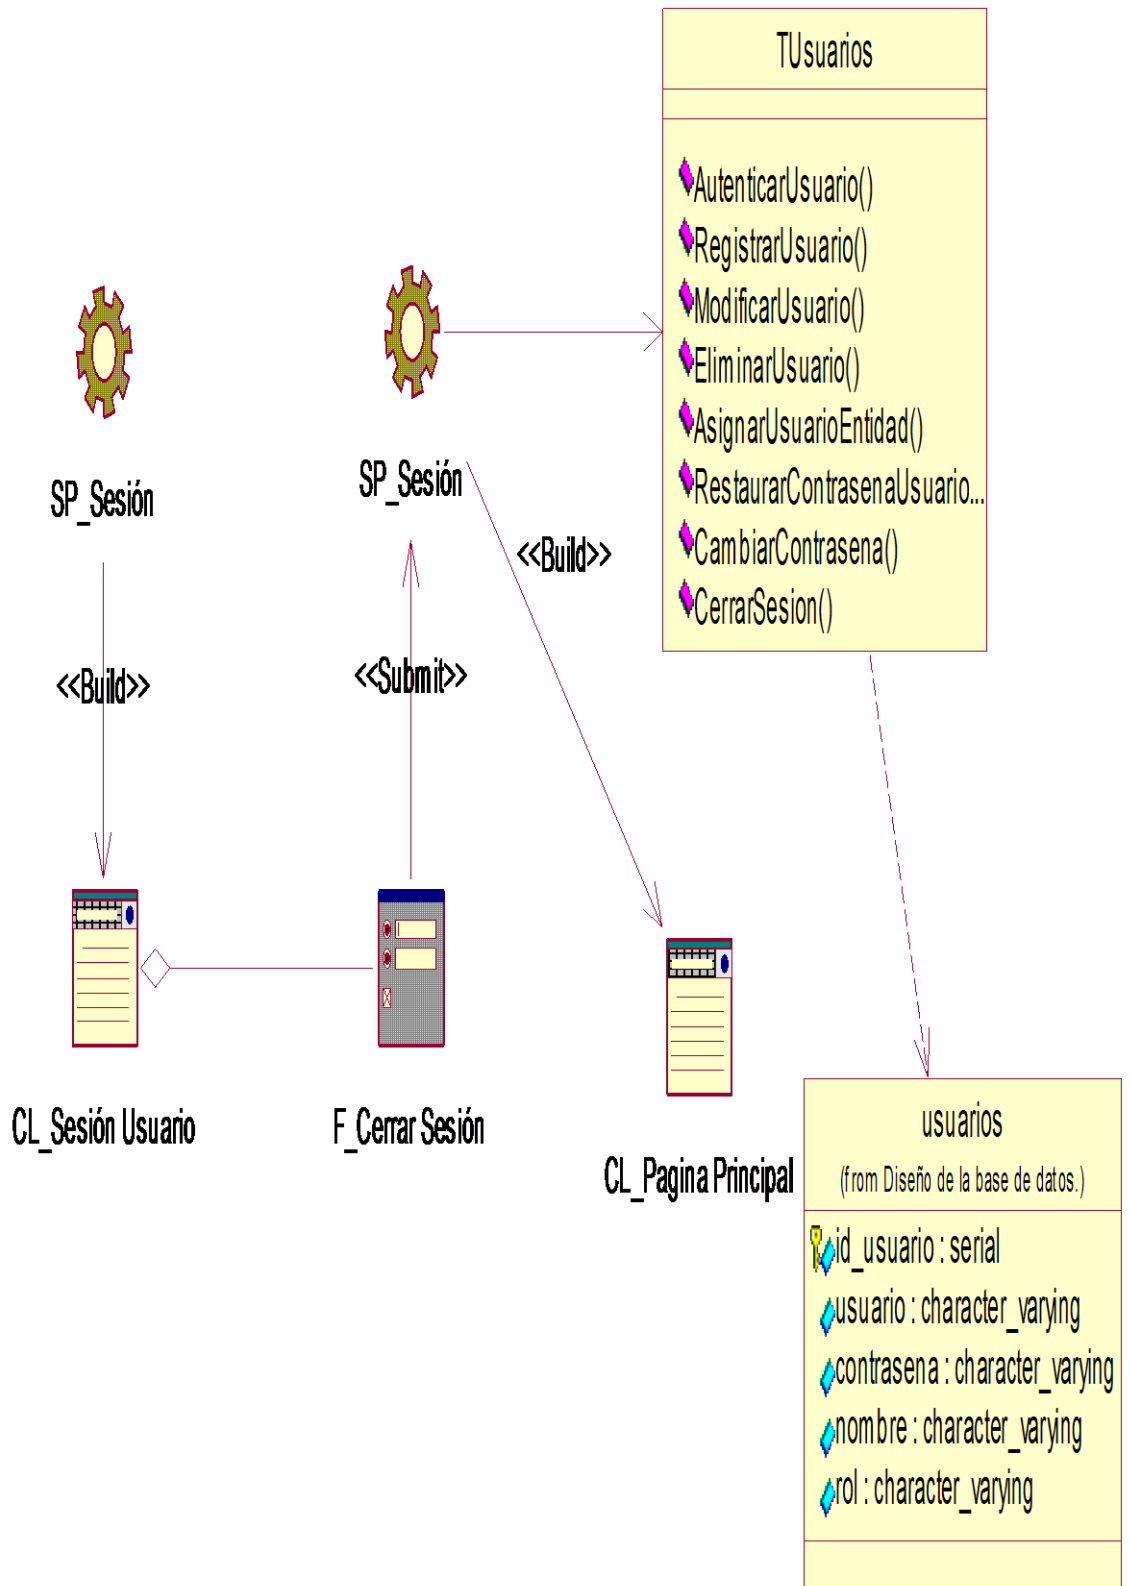 TUsuarios
AutenticarUsuario()
RegistrarUsuario()
ModificarUsuario()
EliminarUsuario()
AsignarUsuarioEntidad()
RestaurarContrasenaUsuario...
CambiarContrasena()
CerrarSesion()
SP_Sesión
SP_Sesión
<<Build>>
<<Build>>
<<Submit>>
CL_Sesión Usuario
F_Cerrar Sesión
CL_Pagina Principal
usuarios
(from Diseño de la base de datos.)
id_usuario : serial
usuario : character_varying
contrasena : character_varying
nombre : character_varying
rol : character_varying